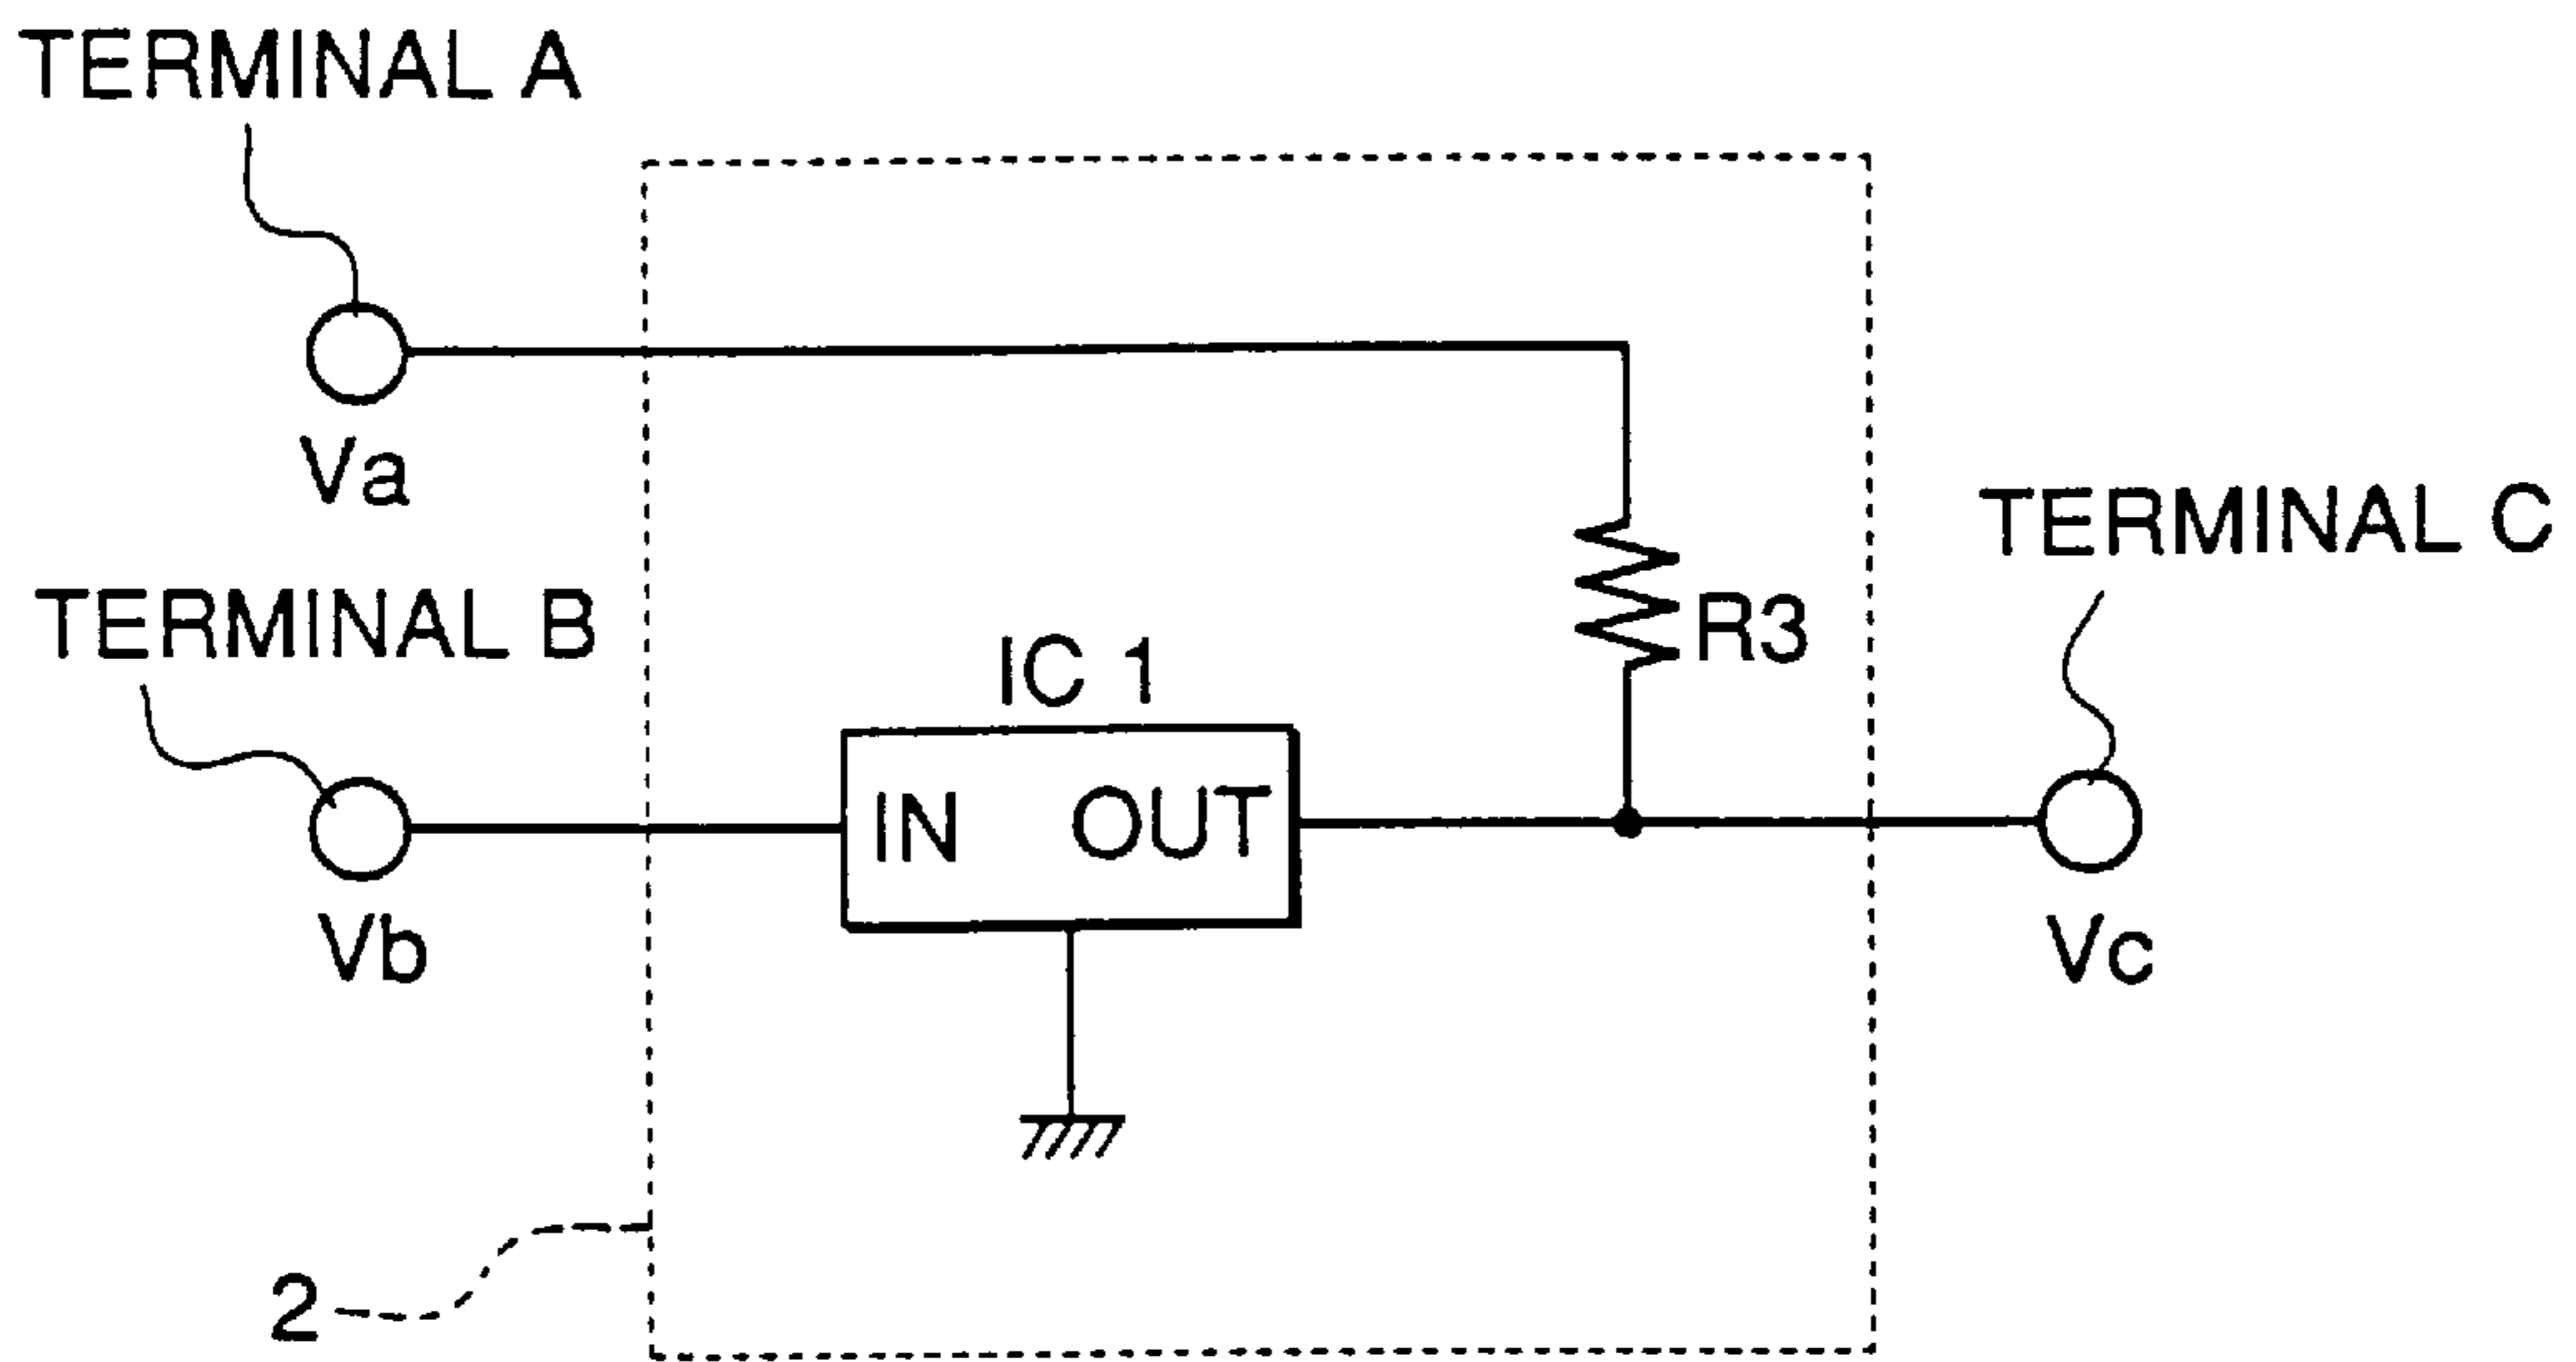 TERMINAL A
Va
TERMINAL C
TERMINAL B
R3
IC 1
IN OUT
Vb
Vc
2